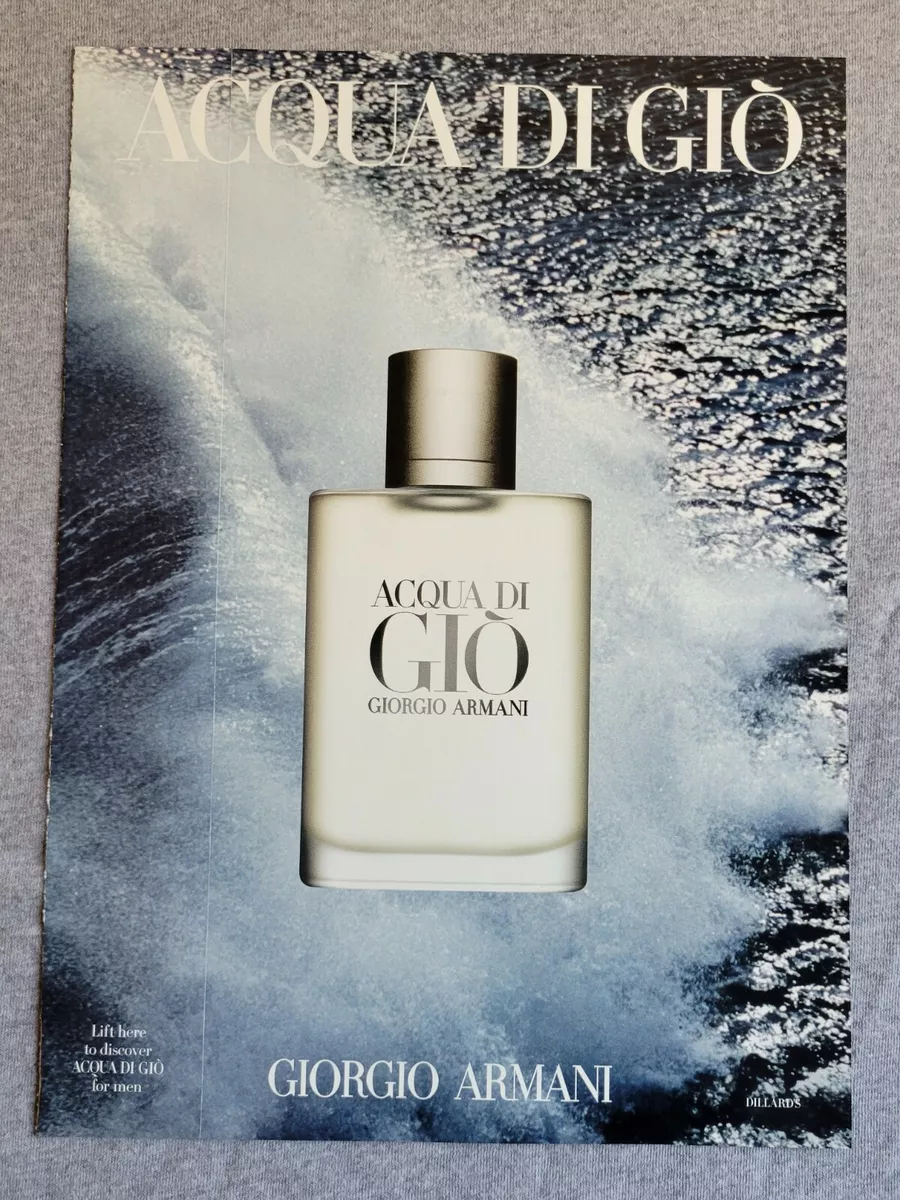 ACQUA DI GIÒ
ACQUA DI
GIÒ
GIORGIO ARMANI
Lift here
to discover
ACQUA DI GIÒ
for men
GIORGIO ARMANI
DILLARD'S